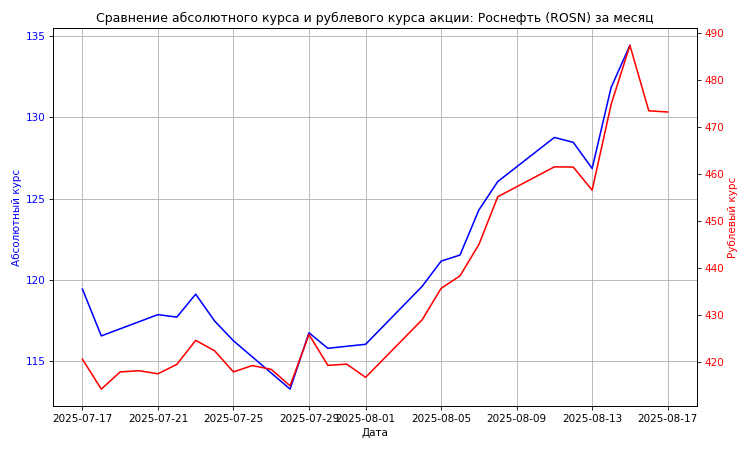 Сравнение абсолютного курса и рублевого курса акции: Роснефть (ROSN) за месяц
135
130
125
120
115
Абсолютный курс
490
480
470
460
450
440
430
420
Рублевый курс
2025-07-17 2025-07-21 2025-07-25 2025-07-29 2025-08-01 2025-08-05 2025-08-09 2025-08-13 2025-08-17
Дата